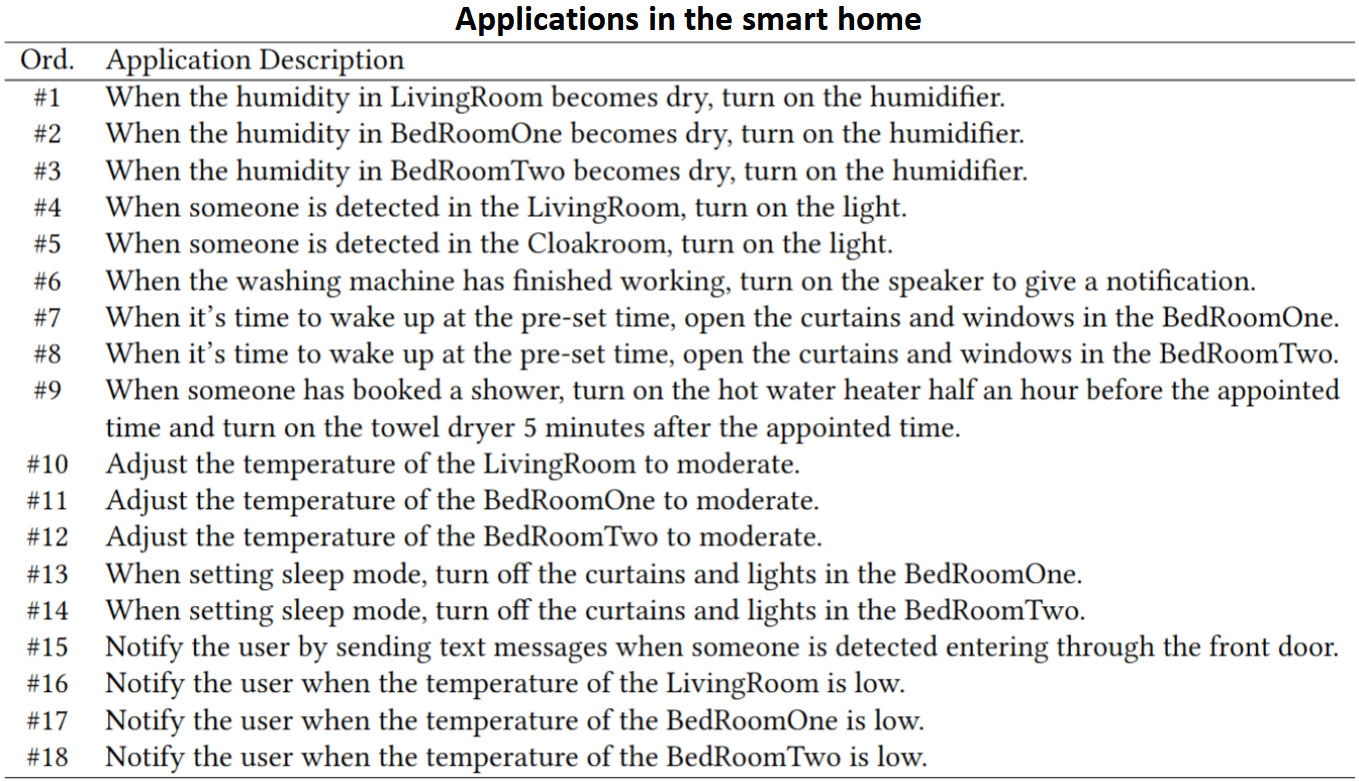 Applications in the smart home
Ord. Application Description
#1 When the humidity in LivingRoom becomes dry, turn on the humidifier.
#2 When the humidity in BedRoomOne becomes dry, turn on the humidifier.
#3 When the humidity in BedRoomTwo becomes dry, turn on the humidifier.
#4 When someone is detected in the LivingRoom, turn on the light.
#5 When someone is detected in the Cloakroom, turn on the light.
#6 When the washing machine has finished working, turn on the speaker to give a notification.
#7 When it's time to wake up at the pre-set time, open the curtains and windows in the BedRoomOne.
#8 When it's time to wake up at the pre-set time, open the curtains and windows in the BedRoomTwo.
#9 When someone has booked a shower, turn on the hot water heater half an hour before the appointed
time and turn on the towel dryer 5 minutes after the appointed time.
#10 Adjust the temperature of the LivingRoom to moderate.
#11 Adjust the temperature of the BedRoomOne to moderate.
#12 Adjust the temperature of the BedRoomTwo to moderate.
#13 When setting sleep mode, turn off the curtains and lights in the BedRoomOne.
#14 When setting sleep mode, turn off the curtains and lights in the BedRoomTwo.
#15 Notify the user by sending text messages when someone is detected entering through the front door.
#16 Notify the user when the temperature of the LivingRoom is low.
#17 Notify the user when the temperature of the BedRoomOne is low.
#18 Notify the user when the temperature of the BedRoomTwo is low.